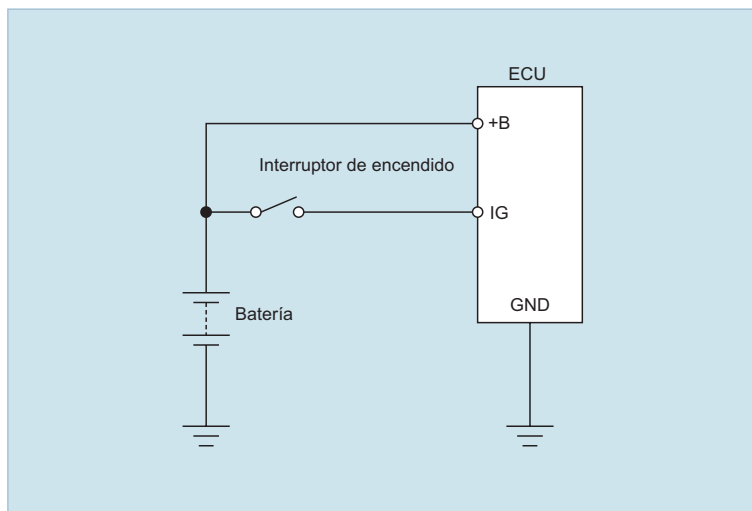 ECU
+B
Interruptor de encendido
IG
GND
Batería